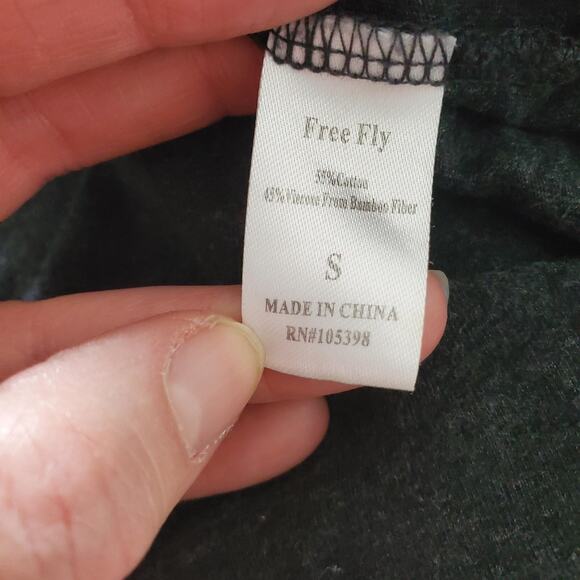 Free Fly
55%Cotton
45%Viscose From Bamboo Fiber
S
MADE IN CHINA
RN#105398